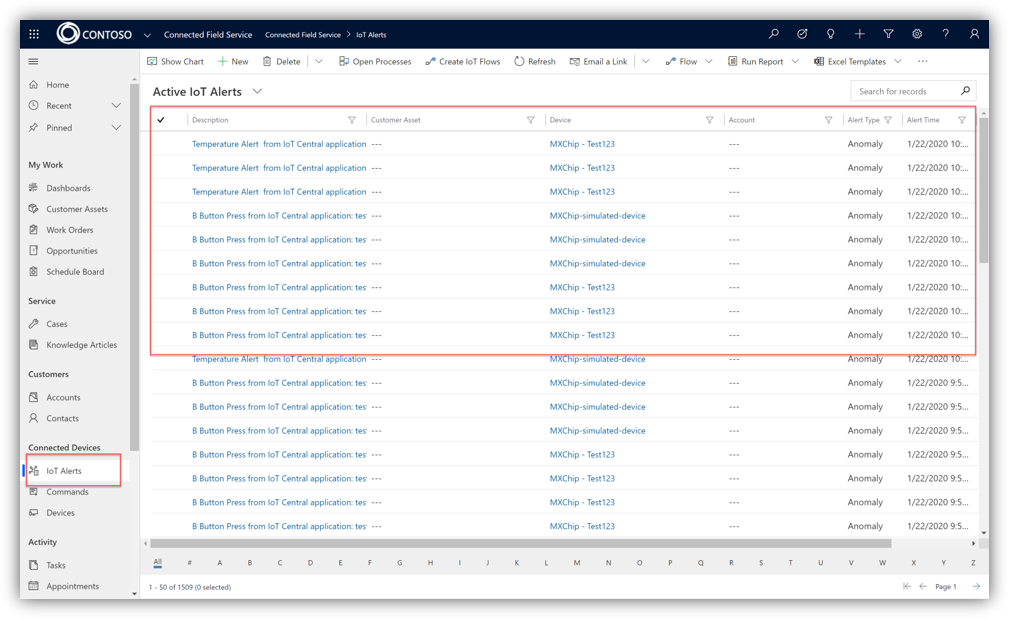 CONTOSO Connected Field Service Connected Field Service > IoT Alerts ?
Show Chart + New Delete Open Processes Create IoT Flows Refresh Email a Link Flow Run Report Excel Templates ...
Home
Recent
Pinned
My Work
Dashboards
Customer Assets
Work Orders
Opportunities
Schedule Board
Service
Cases
Knowledge Articles
Customers
Accounts
Contacts
Connected Devices
IoT Alerts
Commands
Devices
Activity
Tasks
Appointments
Active IoT Alerts
Search for records
Description Customer Asset Device Account Alert Type Alert Time
Temperature Alert from IoT Central application --- MXChip - Test123 --- Anomaly 1/22/2020 10:...
Temperature Alert from IoT Central application --- MXChip - Test123 --- Anomaly 1/22/2020 10:...
Temperature Alert from IoT Central application --- MXChip - Test123 --- Anomaly 1/22/2020 10:...
B Button Press from IoT Central application: tes --- MXChip-simulated-device --- Anomaly 1/22/2020 10:...
B Button Press from IoT Central application: tes --- MXChip-simulated-device --- Anomaly 1/22/2020 10:...
B Button Press from IoT Central application: tes --- MXChip-simulated-device --- Anomaly 1/22/2020 10:...
B Button Press from IoT Central application: tes --- MXChip - Test123 --- Anomaly 1/22/2020 10:...
B Button Press from IoT Central application: tes --- MXChip - Test123 --- Anomaly 1/22/2020 10:...
B Button Press from IoT Central application: tes --- MXChip - Test123 --- Anomaly 1/22/2020 10:...
Temperature Alert from IoT Central application --- MXChip-simulated-device --- Anomaly 1/22/2020 10:...
B Button Press from IoT Central application: tes --- MXChip-simulated-device --- Anomaly 1/22/2020 9:5...
B Button Press from IoT Central application: tes --- MXChip-simulated-device --- Anomaly 1/22/2020 9:5...
B Button Press from IoT Central application: tes --- MXChip-simulated-device --- Anomaly 1/22/2020 9:5...
B Button Press from IoT Central application: tes --- MXChip - Test123 --- Anomaly 1/22/2020 9:5...
B Button Press from IoT Central application: tes --- MXChip - Test123 --- Anomaly 1/22/2020 9:5...
B Button Press from IoT Central application: tes --- MXChip - Test123 --- Anomaly 1/22/2020 9:5...
B Button Press from IoT Central application: tes --- MXChip - Test123 --- Anomaly 1/22/2020 9:5...
All # A B C D E F G H I J K L M N O P Q R S T U V W X Y Z
1 - 50 of 1509 (0 selected) Page 1